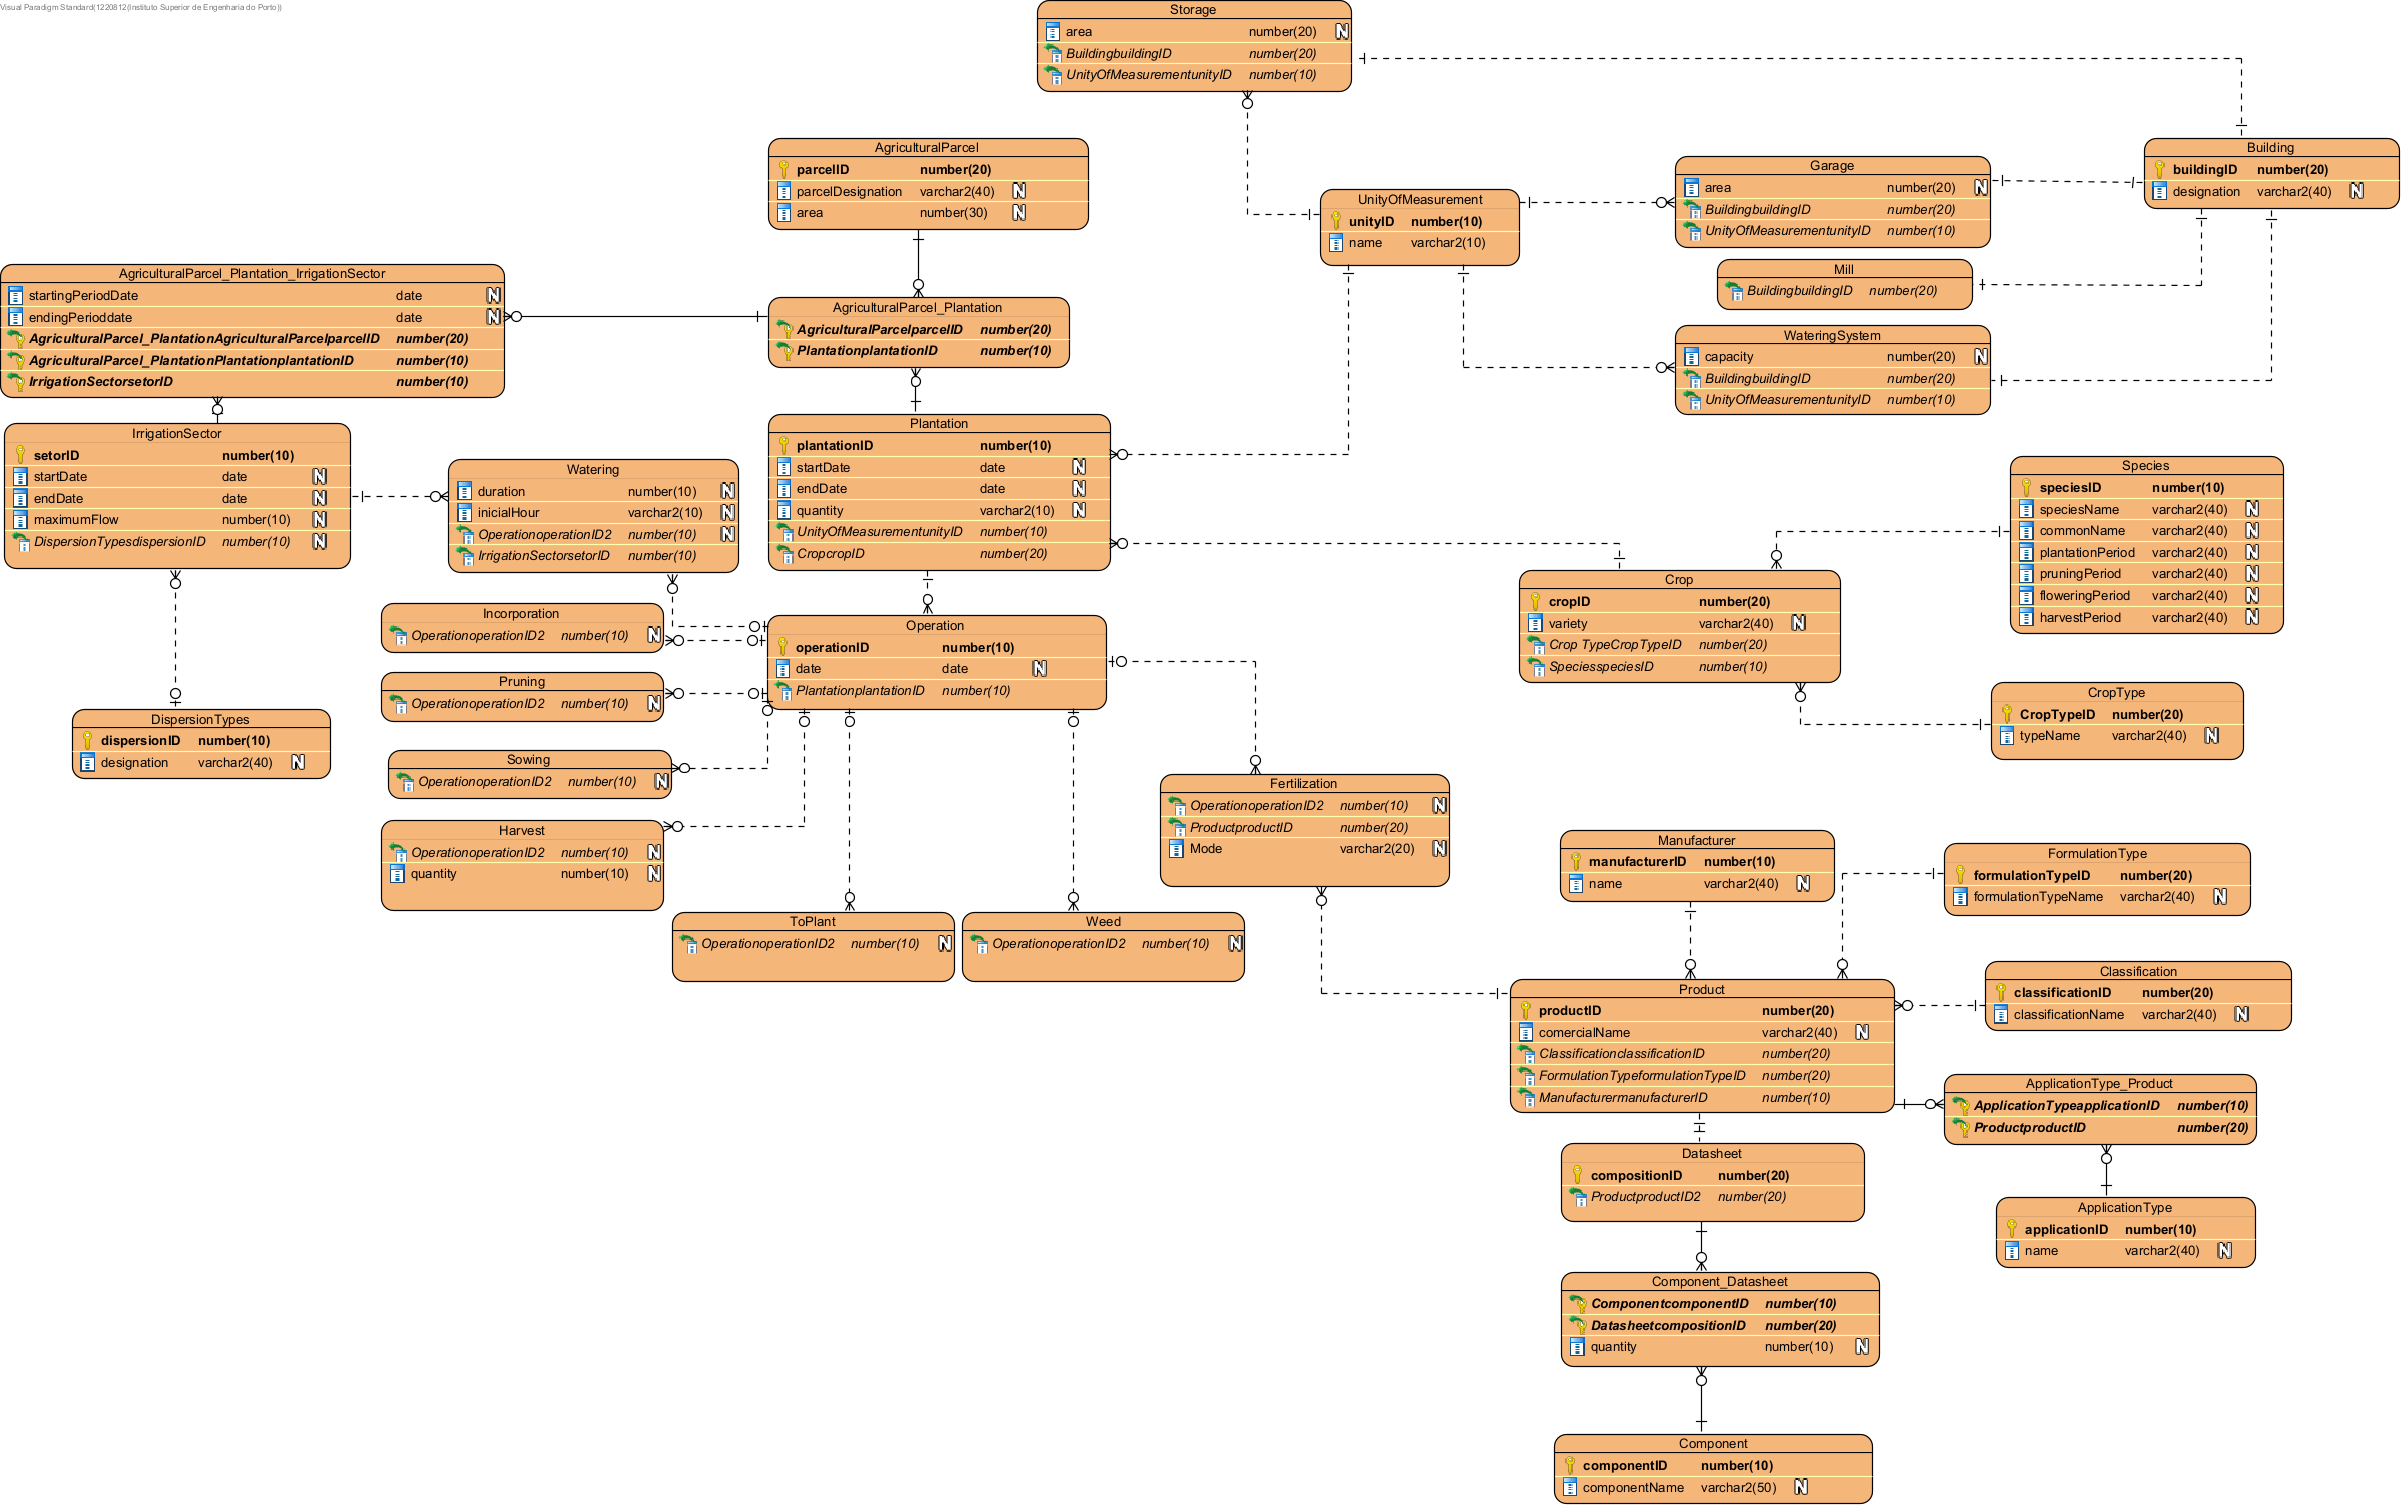 Visual Paradigm Standard(1220812(Instituto Superior de Engenharia do Porto))
Storage
area number(20) N
BuildingbuildingID number(20)
UnityOfMeasurementunityID number(10)
AgriculturalParcel
parcelID number(20)
parcelDesignation varchar2(40) N
area number(30) N
Building
buildingID number(20)
designation varchar2(40) N
Garage
area number(20) N
BuildingbuildingID number(20)
UnityOfMeasurementunityID number(10)
UnityOfMeasurement
unityID number(10)
name varchar2(10)
Mill
BuildingbuildingID number(20)
AgriculturalParcel_Plantation_IrrigationSector
startingPeriodDate date N
endingPerioddate date N
AgriculturalParcel_PlantationAgriculturalParcelparcelID number(20)
AgriculturalParcel_PlantationPlantationplantationID number(10)
IrrigationSectorsetorID number(10)
AgriculturalParcel_Plantation
AgriculturalParcelparcelID number(20)
PlantationplantationID number(10)
WateringSystem
capacity number(20) N
BuildingbuildingID number(20)
UnityOfMeasurementunityID number(10)
IrrigationSector
setorID number(10)
startDate date N
endDate date N
maximumFlow number(10) N
DispersionTypesdispersionID number(10) N
Watering
duration number(10) N
inicialHour varchar2(10) N
OperationoperationID2 number(10) N
IrrigationSectorsetorID number(10)
Plantation
plantationID number(10)
startDate date N
endDate date N
quantity varchar2(10) N
UnityOfMeasurementunityID number(10)
CropcropID number(20)
Species
speciesID number(10)
speciesName varchar2(40) N
commonName varchar2(40) N
plantationPeriod varchar2(40) N
pruningPeriod varchar2(40) N
floweringPeriod varchar2(40) N
harvestPeriod varchar2(40) N
Crop
cropID number(20)
variety varchar2(40) N
Crop TypeCropTypeID number(20)
SpeciesspeciesID number(10)
Incorporation
OperationoperationID2 number(10) N
Operation
operationID number(10)
date date N
PlantationplantationID number(10)
Pruning
OperationoperationID2 number(10) N
CropType
CropTypeID number(20)
typeName varchar2(40) N
DispersionTypes
dispersionID number(10)
designation varchar2(40) N
Sowing
OperationoperationID2 number(10) N
Fertilization
OperationoperationID2 number(10) N
ProductproductID number(20)
Mode varchar2(20) N
Harvest
OperationoperationID2 number(10) N
quantity number(10) N
Manufacturer
manufacturerID number(10)
name varchar2(40) N
FormulationType
formulationTypeID number(20)
formulationTypeName varchar2(40) N
ToPlant
OperationoperationID2 number(10) N
Weed
OperationoperationID2 number(10) N
Classification
classificationID number(20)
classificationName varchar2(40) N
Product
productID number(20)
comercialName varchar2(40) N
ClassificationclassificationID number(20)
FormulationTypeformulationTypeID number(20)
ManufacturermanufacturerID number(10)
ApplicationType_Product
ApplicationTypeapplicationID number(10)
ProductproductID number(20)
Datasheet
compositionID number(20)
ProductproductID2 number(20)
ApplicationType
applicationID number(10)
name varchar2(40) N
Component_Datasheet
ComponentcomponentID number(10)
DatasheetcompositionID number(20)
quantity number(10) N
Component
componentID number(10)
componentName varchar2(50) N